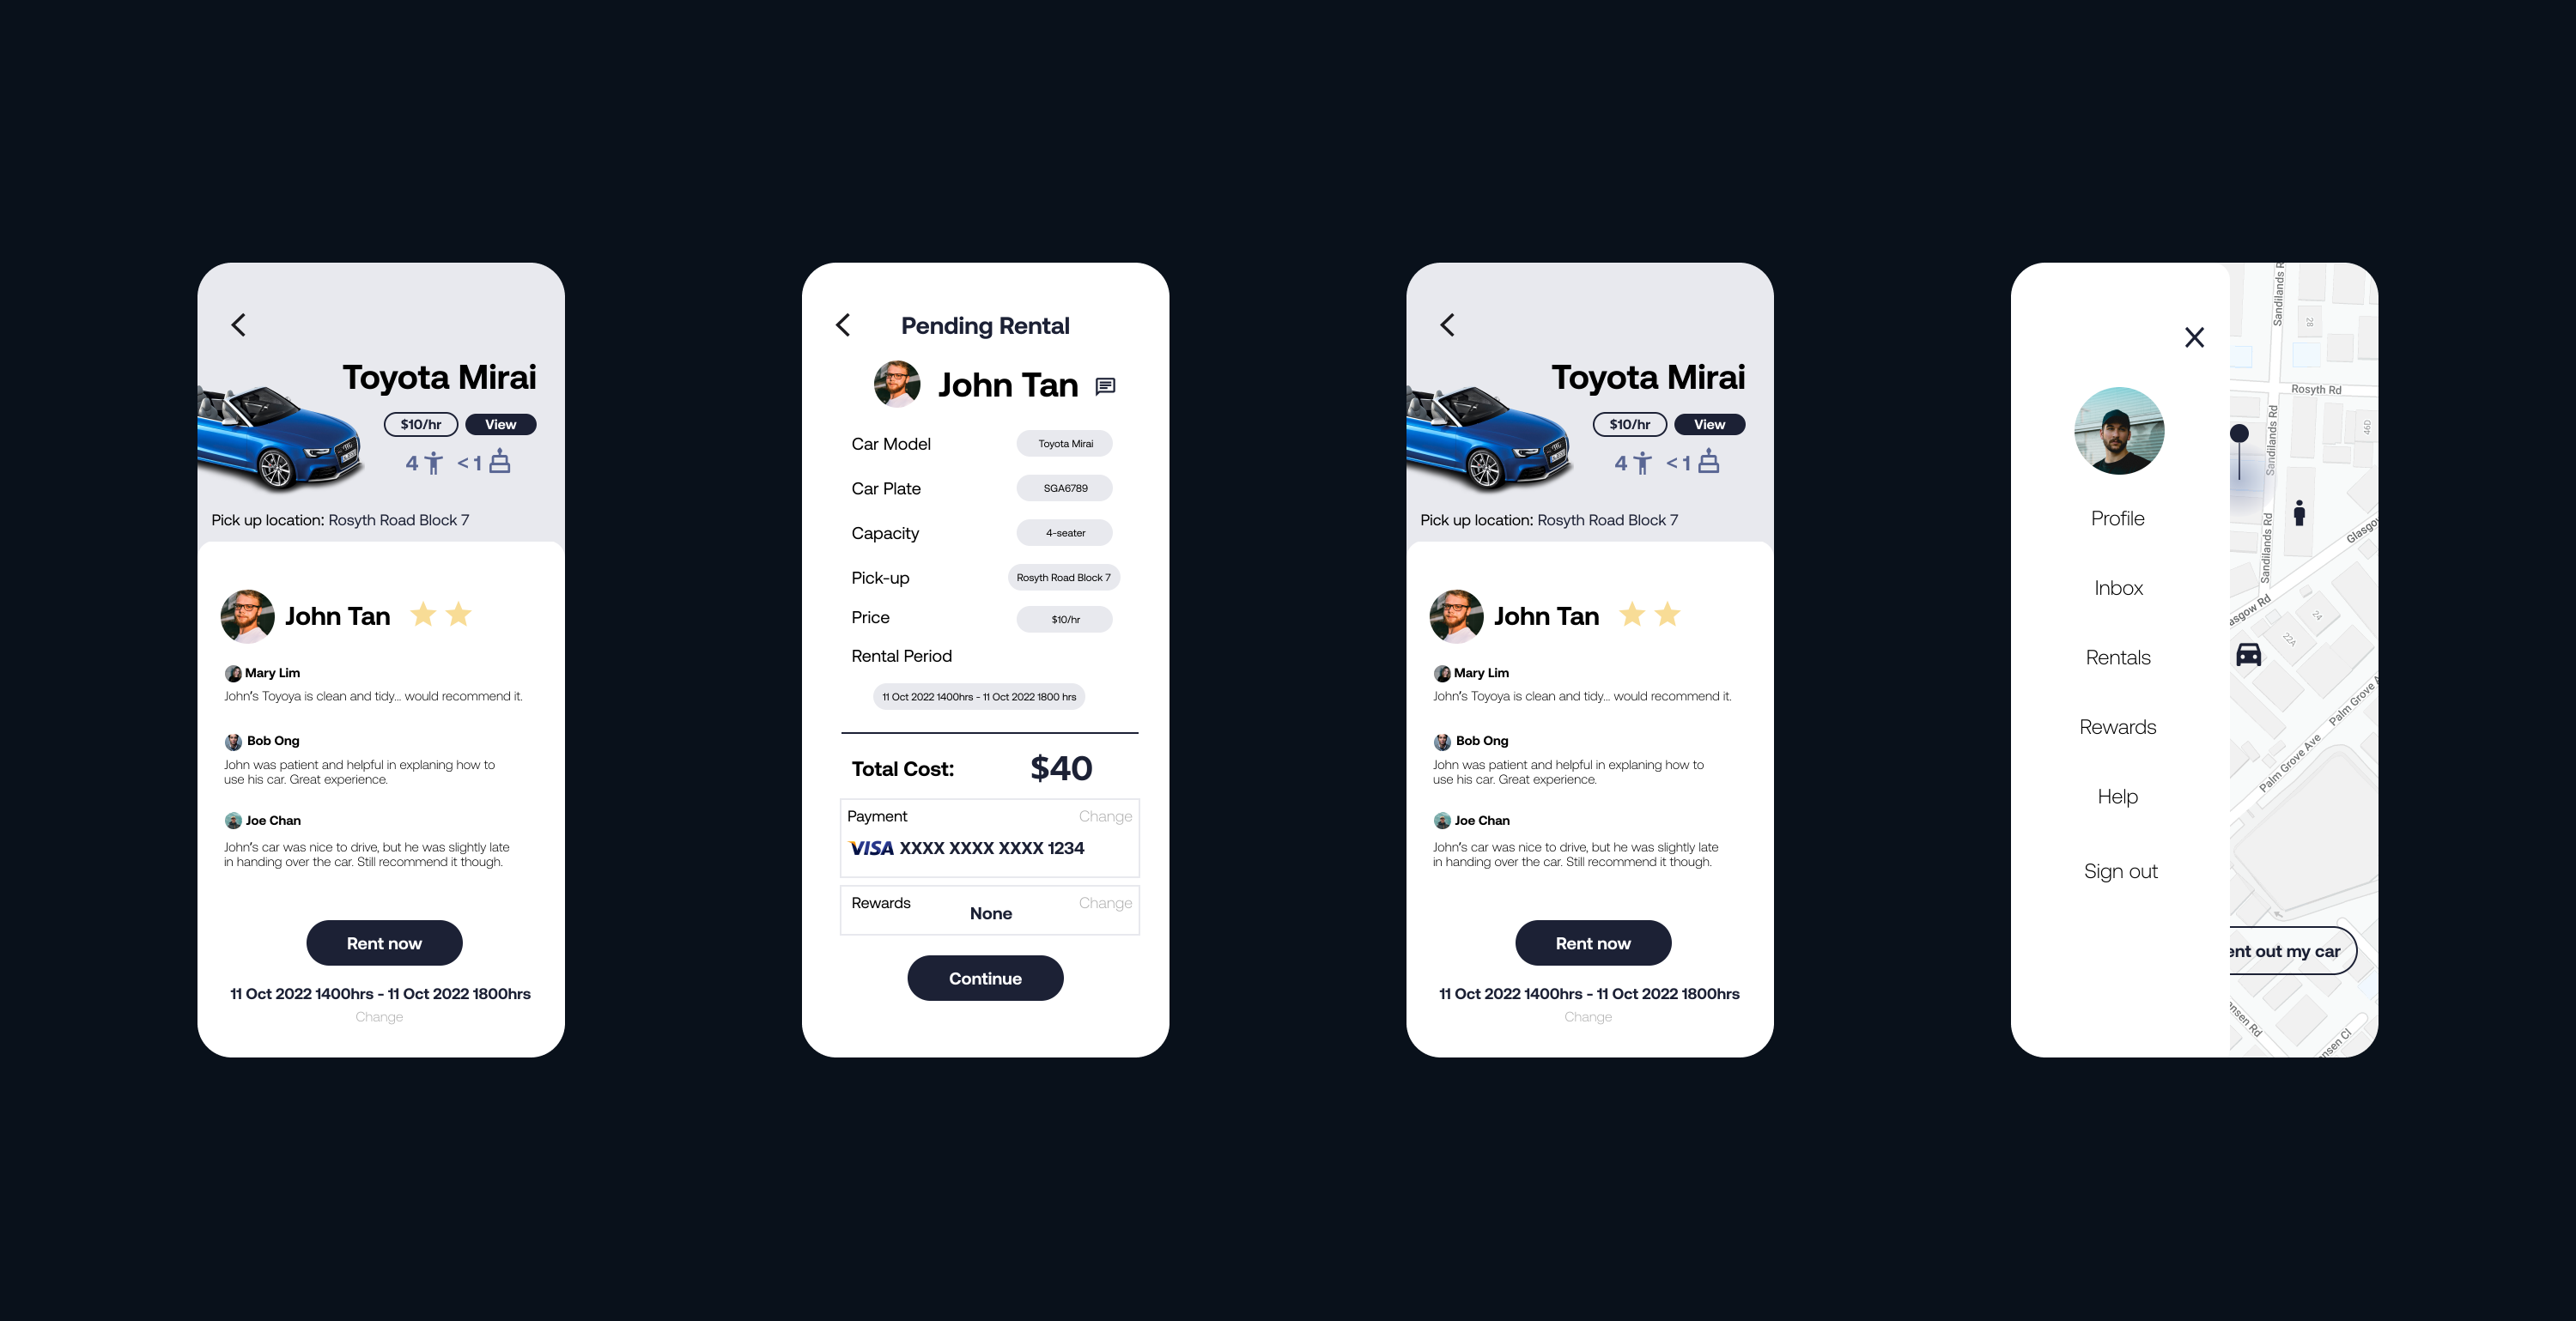 Toyota Mirai
$10/hr View
4 < 1
Pick up location: Rosyth Road Block 7
John Tan
Mary Lim
John's Toyoya is clean and tidy... would recommend it.
Bob Ong
John was patient and helpful in explaning how to
use his car. Great experience.
Joe Chan
John's car was nice to drive, but he was slightly late
in handing over the car. Still recommend it though.
Rent now
11 Oct 2022 1400hrs - 11 Oct 2022 1800hrs
Change
Pending Rental
John Tan
Car Model Toyota Mirai
Car Plate SGA6789
Capacity 4-seater
Pick-up Rosyth Road Block 7
Price $10/hr
Rental Period
11 Oct 2022 1400hrs - 11 Oct 2022 1800 hrs
Total Cost: $40
Payment Change
VISA XXXX XXXX XXXX 1234
Rewards Change
None
Continue
Toyota Mirai
$10/hr View
4 < 1
Pick up location: Rosyth Road Block 7
John Tan
Mary Lim
John's Toyoya is clean and tidy... would recommend it.
Bob Ong
John was patient and helpful in explaning how to
use his car. Great experience.
Joe Chan
John's car was nice to drive, but he was slightly late
in handing over the car. Still recommend it though.
Rent now
11 Oct 2022 1400hrs - 11 Oct 2022 1800hrs
Change
Profile
Inbox
Rentals
Rewards
Help
Sign out
Sandilands R
28
Rosyth Rd
Sandilands Rd
46D
Sandilands Rd
Glasgo
asgow Rd
24
22A
Palm Grove A
Palm Grove Ave
ent out my car
nsen Rd
nsen Cl